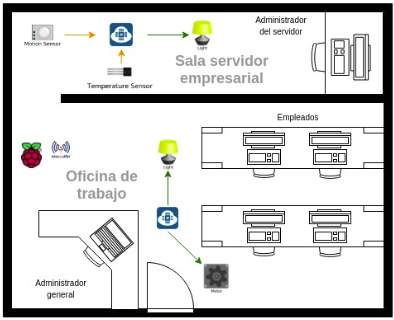 Administrador
del servidor
Motion Sensor
Light
Sala servidor
empresarial
Temperature Sensor
Empleados
Light
Oficina de
trabajo
Administrador
general
Motor